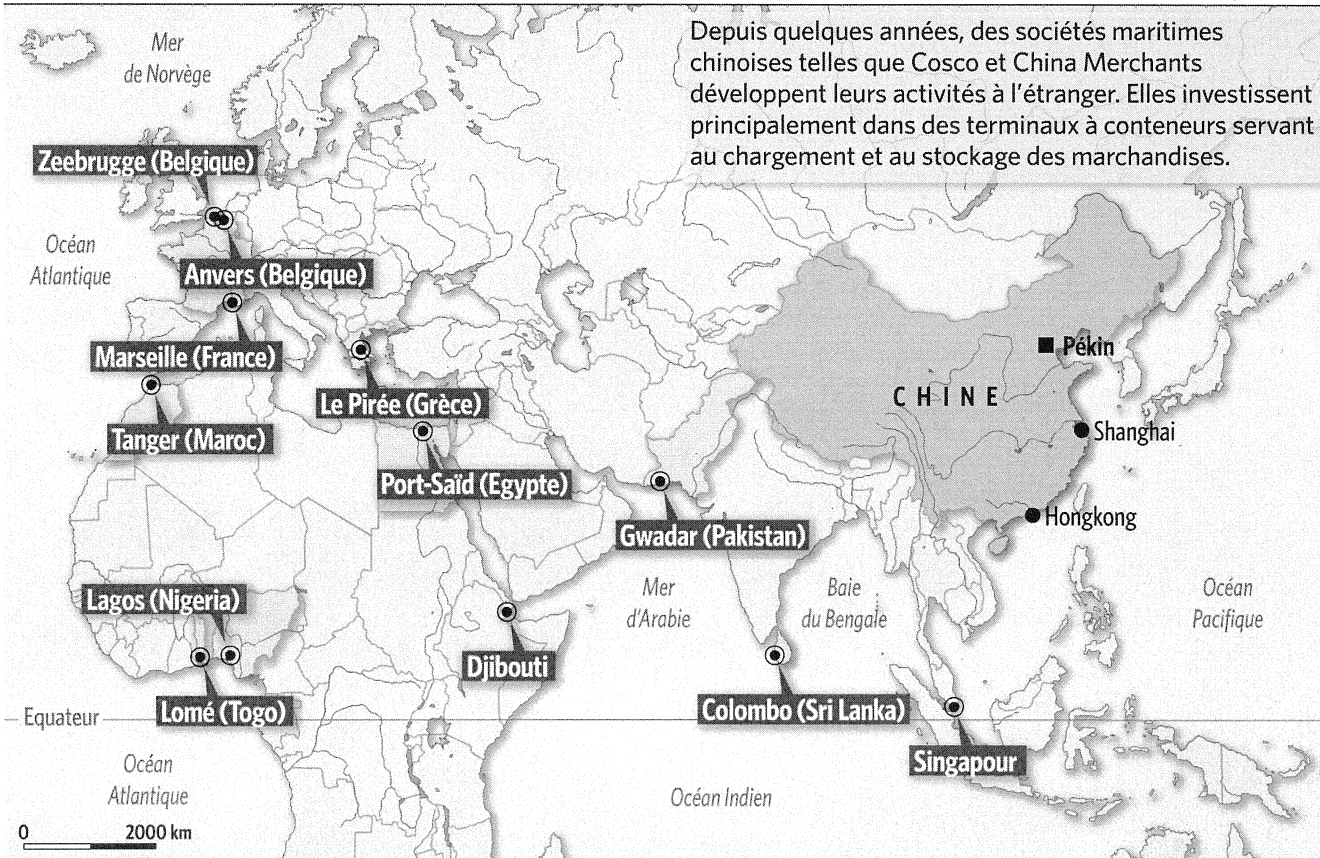 Depuis quelques années, des sociétés maritimes
chinoises telles que Cosco et China Merchants
développent leurs activités à l'étranger. Elles investissent
principalement dans des terminaux à conteneurs servant
au chargement et au stockage des marchandises.
Mer
de Norvège
Zeebrugge (Belgique)
Océan
Atlantique
Anvers (Belgique)
Marseille (France)
Pékin
CHINE
Le Pirée (Grèce)
Tanger (Maroc)
Shanghai
Port-Saïd (Egypte)
Hongkong
Gwadar (Pakistan)
Lagos (Nigeria)
Mer
d'Arabie
Baie
du Bengale
Océan
Pacifique
Djibouti
Lomé (Togo)
Colombo (Sri Lanka)
Equateur
Singapour
Océan
Atlantique
Océan Indien
0 2000 km